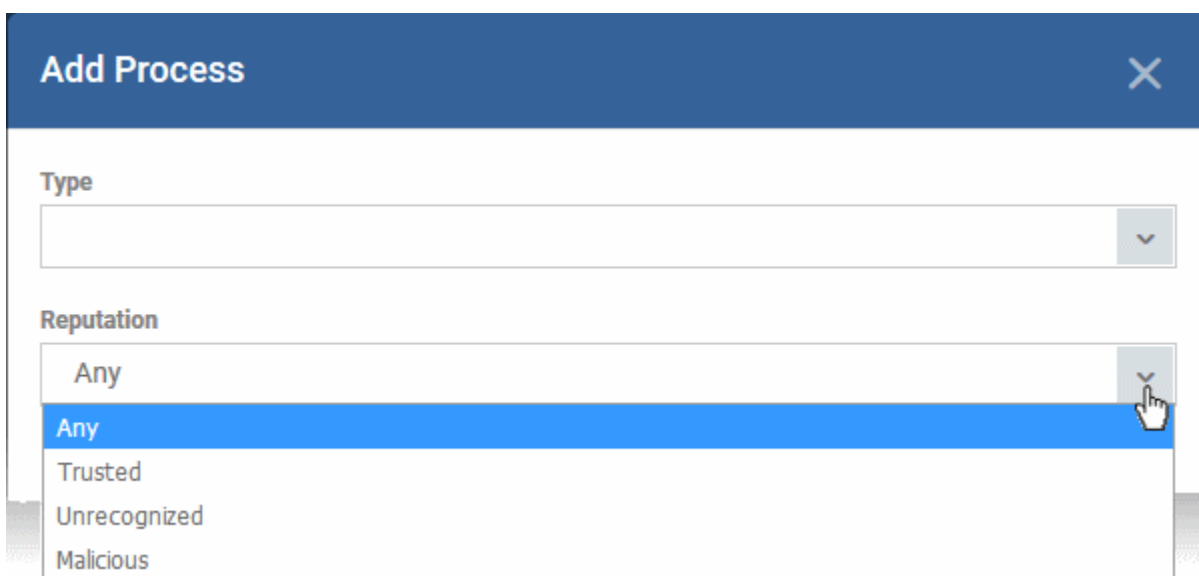 Add Process
Type
Reputation
Any
Any
Trusted
Unrecognized
Malicious